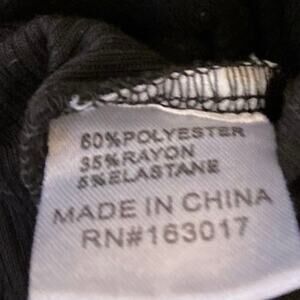 60%POLYESTER
35%RAYON
5%ELASTANE
MADE IN CHINA
RN#163017